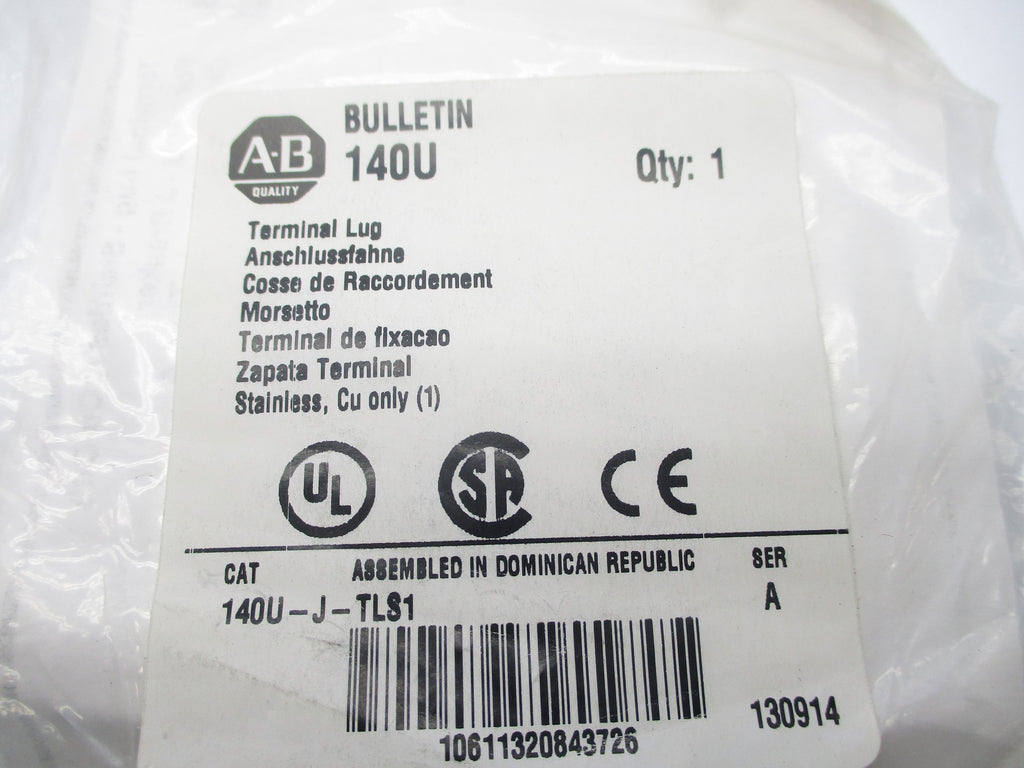 A-B
QUALITY
BULLETIN
140U
Qty: 1
Terminal Lug
Anschlussfahne
Cosse de Raccordement
Morsetto
Terminal de fixacao
Zapata Terminal
Stainless, Cu only (1)
UL
SA
CE
CAT
ASSEMBLED IN DOMINICAN REPUBLIC
SER
140U-J-TLS1
A
10611320843726
130914